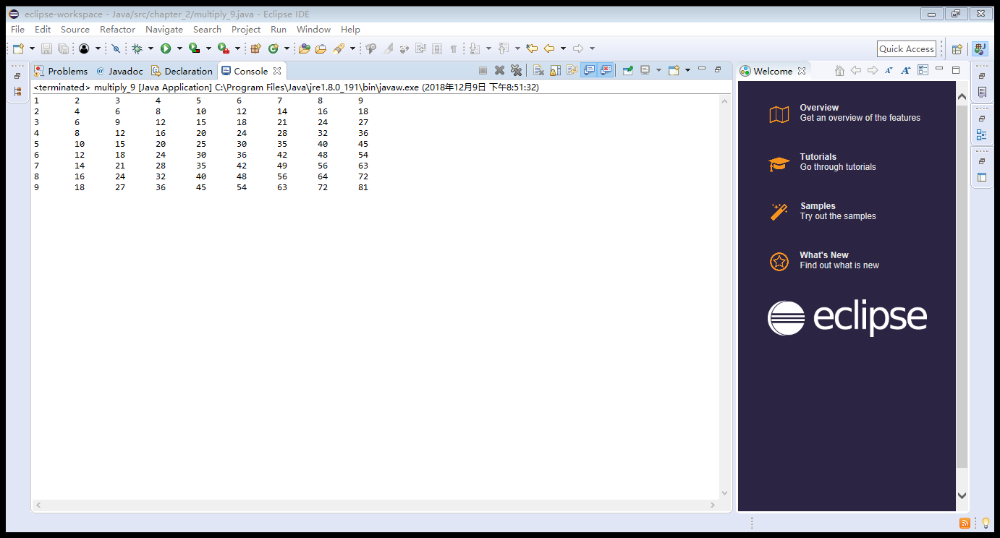 eclipse-workspace - Java/src/chapter_2/multiply_9.java - Eclipse IDE
File Edit Source Refactor Navigate Search Project Run Window Help
Quick Access
Problems @ Javadoc Declaration Console
<terminated> multiply_9 [Java Application] C:\Program Files\Java\jre1.8.0_191\bin\javaw.exe (2018年12月9日 下午8:51:32)
1 2 3 4 5 6 7 8 9
2 4 6 8 10 12 14 16 18
3 6 9 12 15 18 21 24 27
4 8 12 16 20 24 28 32 36
5 10 15 20 25 30 35 40 45
6 12 18 24 30 36 42 48 54
7 14 21 28 35 42 49 56 63
8 16 24 32 40 48 56 64 72
9 18 27 36 45 54 63 72 81
Welcome
Overview
Get an overview of the features
Tutorials
Go through tutorials
Samples
Try out the samples
What's New
Find out what is new
eclipse